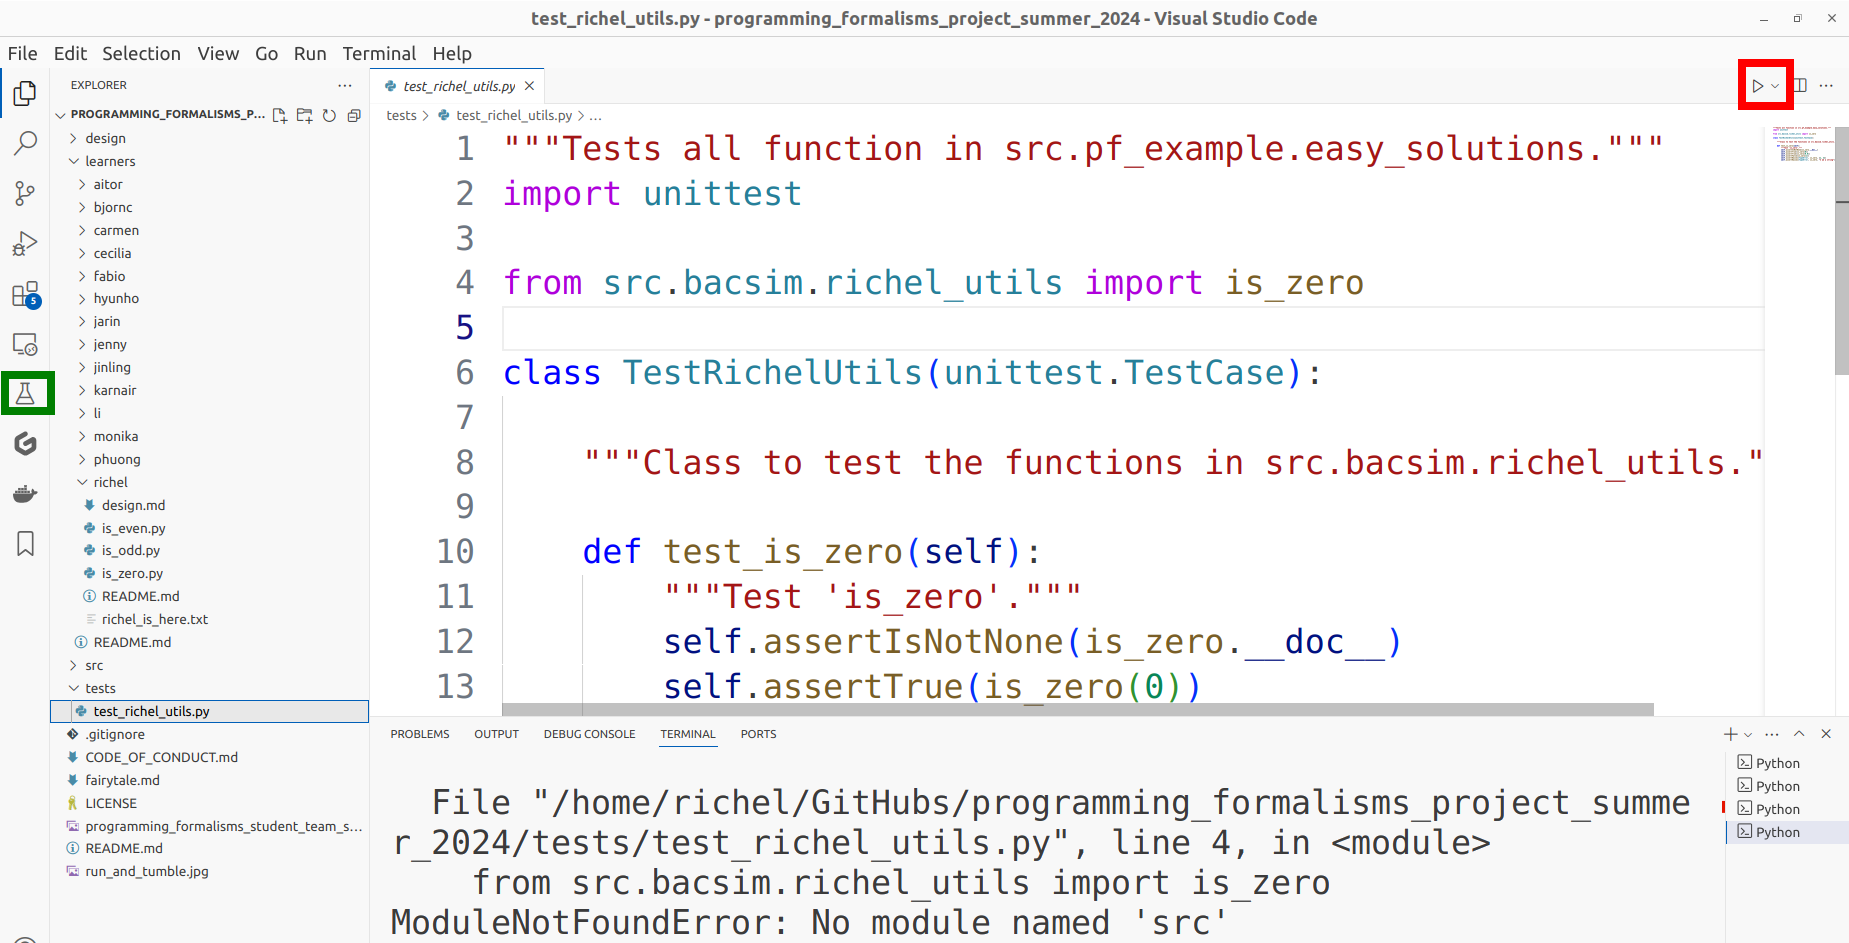 test_richel_utils.py - programming_formalisms_project_summer_2024 - Visual Studio Code
File Edit Selection View Go Run Terminal Help
EXPLORER
PROGRAMMING_FORMALISMS_P...
design
learners
aitor
bjornc
carmen
cecilia
fabio
hyunho
jarin
jenny
jinling
karnair
li
monika
phuong
richel
design.md
is_even.py
is_odd.py
is_zero.py
README.md
richel_is_here.txt
README.md
src
tests
test_richel_utils.py
.gitignore
CODE_OF_CONDUCT.md
fairytale.md
LICENSE
programming_formalisms_student_team_s...
README.md
run_and_tumble.jpg
5
test_richel_utils.py
tests > test_richel_utils.py > ...
1 """Tests all function in src.pf_example.easy_solutions."""
2 import unittest
3
4 from src.bacsim.richel_utils import is_zero
5
6 class TestRichelUtils(unittest.TestCase):
7
8 """Class to test the functions in src.bacsim.richel_utils."
9
10 def test_is_zero(self):
11 """Test 'is_zero'."""
12 self.assertIsNotNone(is_zero.__doc__)
13 self.assertTrue(is_zero(0))
PROBLEMS OUTPUT DEBUG CONSOLE TERMINAL PORTS
File "/home/richel/GitHubs/programming_formalisms_project_summe
r_2024/tests/test_richel_utils.py", line 4, in <module>
from src.bacsim.richel_utils import is_zero
ModuleNotFoundError: No module named 'src'
Python
Python
Python
Python